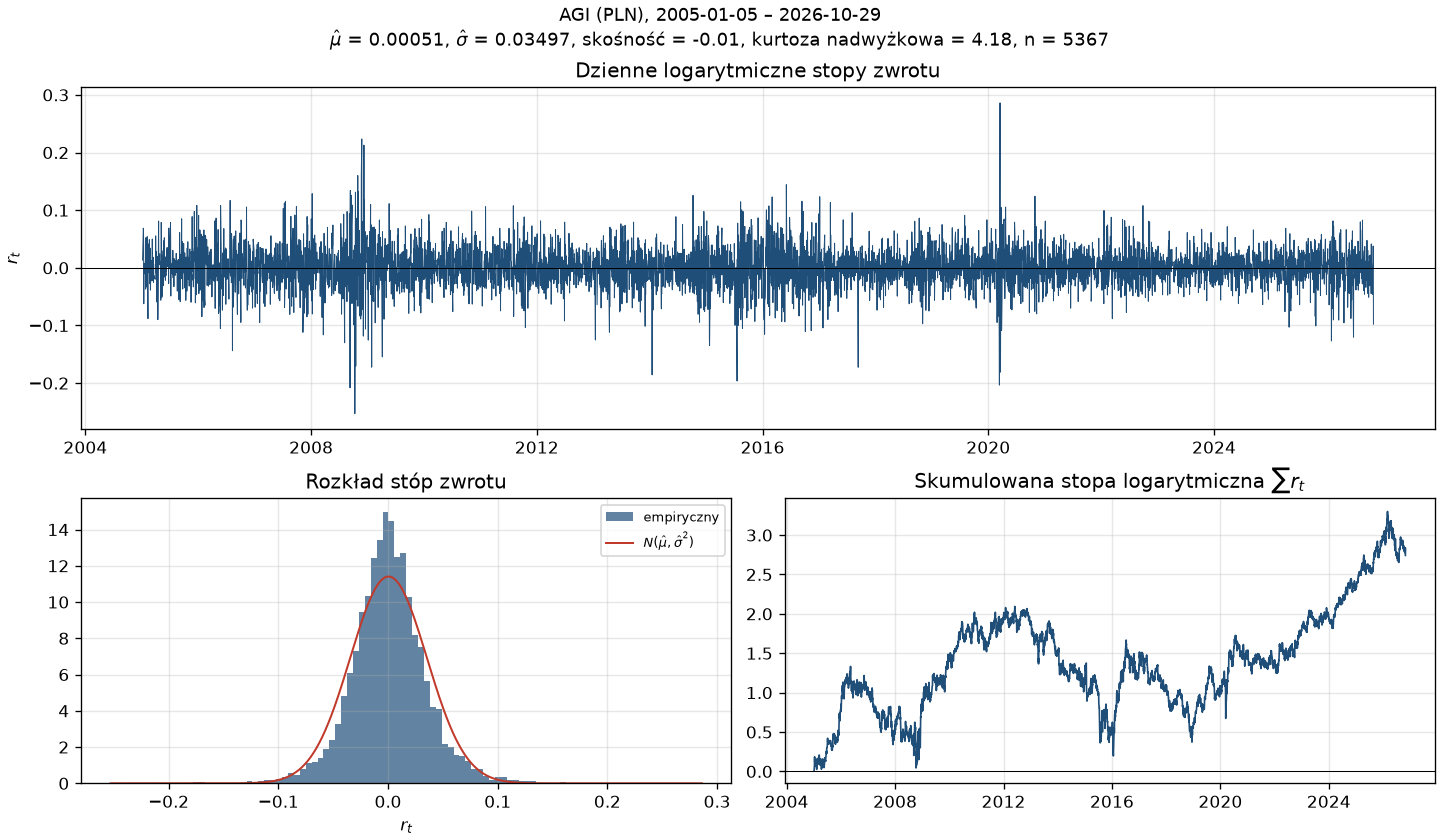 AGI (PLN), 2005-01-05 – 2026-10-29
μ̂ = 0.00051, σ̂ = 0.03497, skośność = -0.01, kurtoza nadwyżkowa = 4.18, n = 5367
Dzienne logarytmiczne stopy zwrotu
0.3
0.2
0.1
0.0
−0.1
−0.2
r_t
2004 2008 2012 2016 2020 2024
Rozkład stóp zwrotu
14
12
10
8
6
4
2
0
empiryczny
N(μ̂, σ̂²)
−0.2 −0.1 0.0 0.1 0.2 0.3
r_t
Skumulowana stopa logarytmiczna ∑r_t
3.0
2.5
2.0
1.5
1.0
0.5
0.0
2004 2008 2012 2016 2020 2024